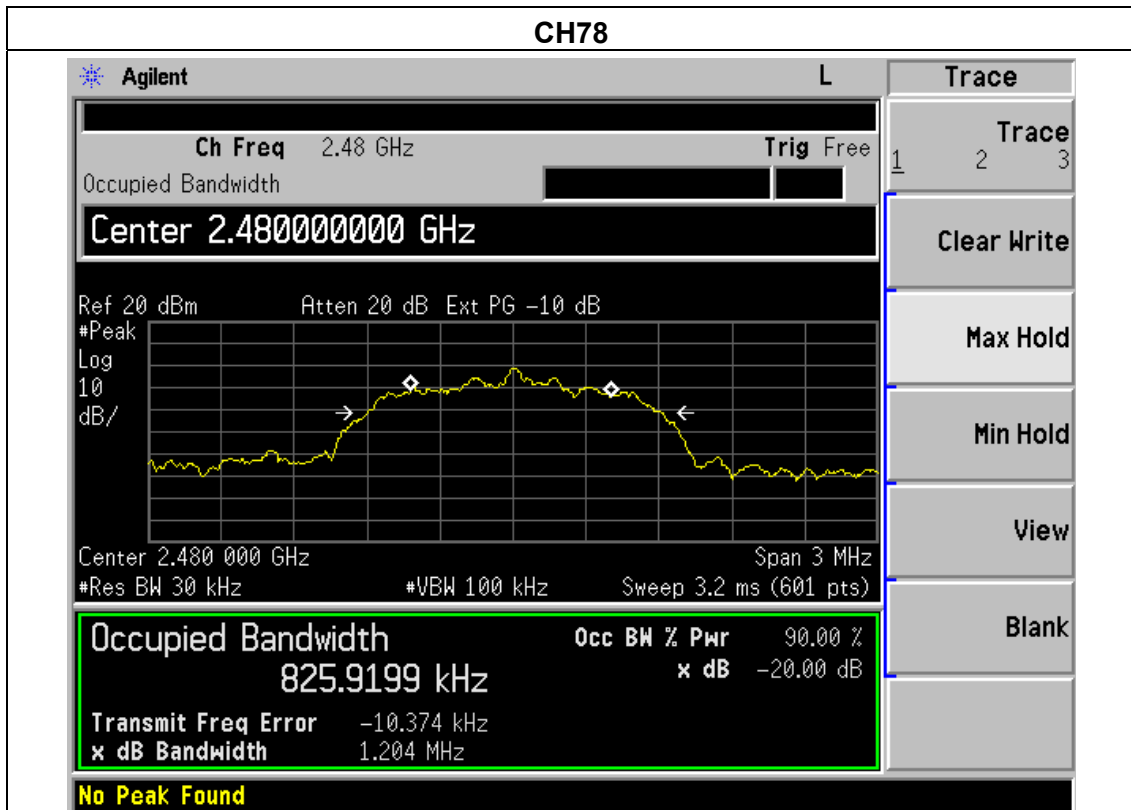 CH78
Agilent L Trace
Ch Freq 2.48 GHz Trig Free
Occupied Bandwidth
Center 2.480000000 GHz
Ref 20 dBm Atten 20 dB Ext PG -10 dB
#Peak
Log
10
dB/
Center 2.480 000 GHz Span 3 MHz
#Res BW 30 kHz #VBW 100 kHz Sweep 3.2 ms (601 pts)
Occupied Bandwidth Occ BW % Pwr 90.00 %
825.9199 kHz x dB -20.00 dB
Transmit Freq Error -10.374 kHz
x dB Bandwidth 1.204 MHz
No Peak Found
Trace
1 2 3
Clear Write
Max Hold
Min Hold
View
Blank